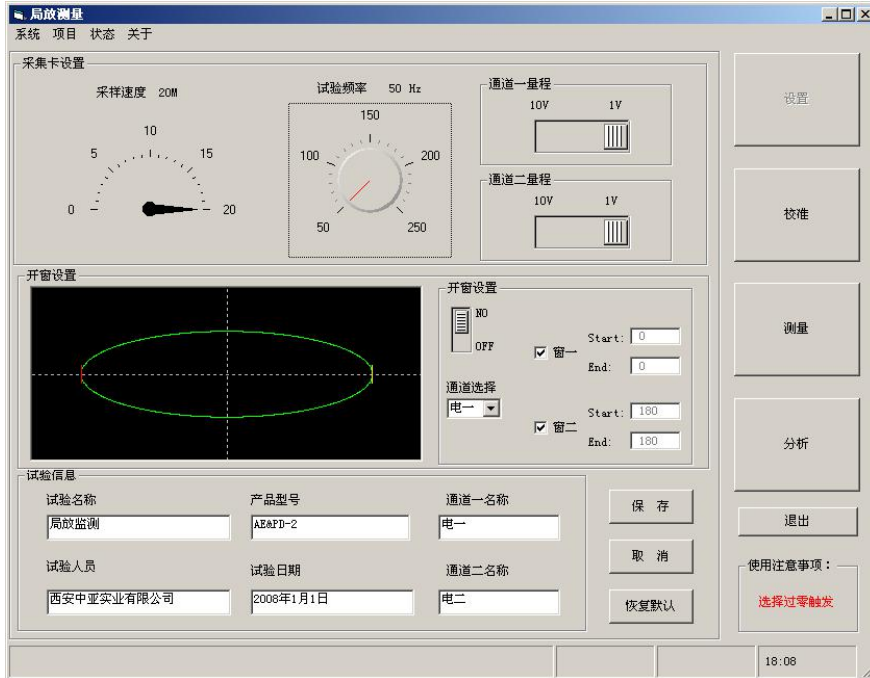 局放测量
系统 项目 状态 关于
采集卡设置
采样速度 20M
0
5
10
15
20
试验频率 50 Hz
50
100
150
200
250
通道一量程
10V 1V
通道二量程
10V 1V
开窗设置
开窗设置
NO
OFF
通道选择
电一
窗一
Start: 0
End: 0
窗二
Start: 180
End: 180
试验信息
试验名称
局放监测
产品型号
AE&PD-2
通道一名称
电一
试验人员
西安中亚实业有限公司
试验日期
2008年1月1日
通道二名称
电二
保 存
取 消
恢复默认
设置
校准
测量
分析
退出
使用注意事项：
选择过零触发
18:08